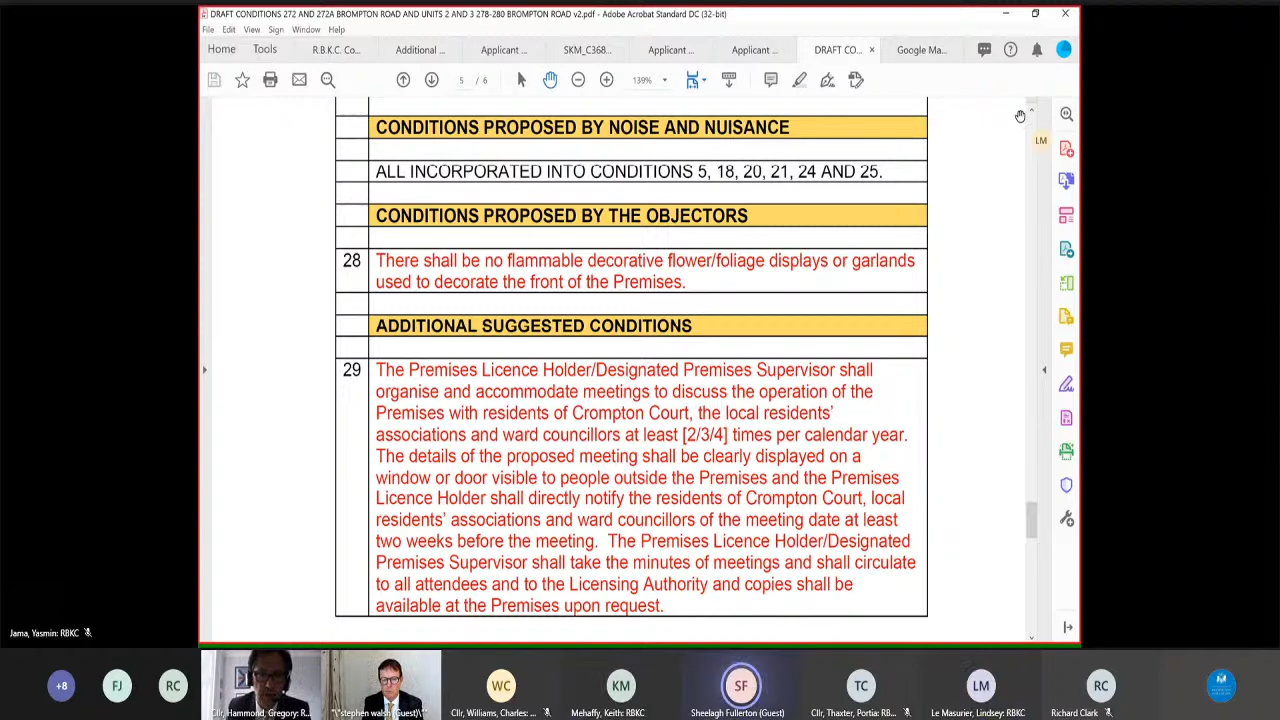 DRAFT CONDITIONS 272 AND 272A BROMPTON ROAD AND UNITS 2 AND 3 278-280 BROMPTON ROAD v2.pdf - Adobe Acrobat Standard DC (32-bit)
File Edit View Sign Window Help
Home Tools R.B.K.C. Co... Additional ... Applicant ... SKM_C368... Applicant ... Applicant ... DRAFT CO... × Google Ma...
5 / 6 139%
LM
CONDITIONS PROPOSED BY NOISE AND NUISANCE
ALL INCORPORATED INTO CONDITIONS 5, 18, 20, 21, 24 AND 25.
CONDITIONS PROPOSED BY THE OBJECTORS
28 There shall be no flammable decorative flower/foliage displays or garlands
used to decorate the front of the Premises.
ADDITIONAL SUGGESTED CONDITIONS
29 The Premises Licence Holder/Designated Premises Supervisor shall
organise and accommodate meetings to discuss the operation of the
Premises with residents of Crompton Court, the local residents'
associations and ward councillors at least [2/3/4] times per calendar year.
The details of the proposed meeting shall be clearly displayed on a
window or door visible to people outside the Premises and the Premises
Licence Holder shall directly notify the residents of Crompton Court, local
residents' associations and ward councillors of the meeting date at least
two weeks before the meeting. The Premises Licence Holder/Designated
Premises Supervisor shall take the minutes of meetings and shall circulate
to all attendees and to the Licensing Authority and copies shall be
available at the Premises upon request.
Jama, Yasmin: RBKC
+8 FJ RC WC KM SF TC LM RC
Cllr, Hammond, Gregory: R... "\"stephen walsh (Guest)\"" Cllr, Williams, Charles: ... Mehaffy, Keith: RBKC Sheelagh Fullerton (Guest) Cllr, Thaxter, Portia: RB... Le Masurier, Lindsey: RBKC Richard Clark